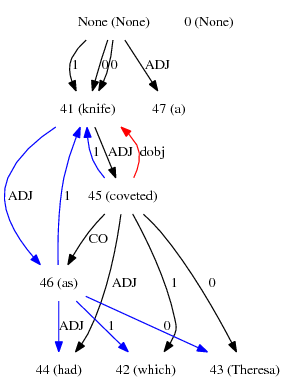 None (None) 0 (None)
1 0 0 ADJ
41 (knife) 47 (a)
ADJ 1 ADJ 1 dobj
45 (coveted)
CO
46 (as) ADJ 1 0
ADJ 1 0
44 (had) 42 (which) 43 (Theresa)